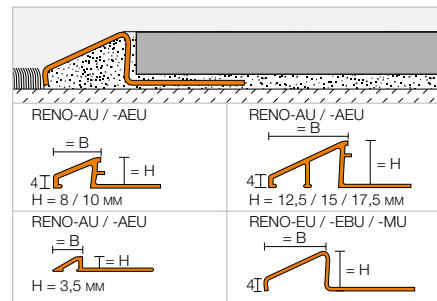 RENO-AU / -AEU
= B
4
= H
H = 8 / 10 мм
RENO-AU / -AEU
= B
4
= H
H = 12,5 / 15 / 17,5 мм
RENO-AU / -AEU
= B
= H
H = 3,5 мм
RENO-EU / -EBU / -MU
= B
4
= H